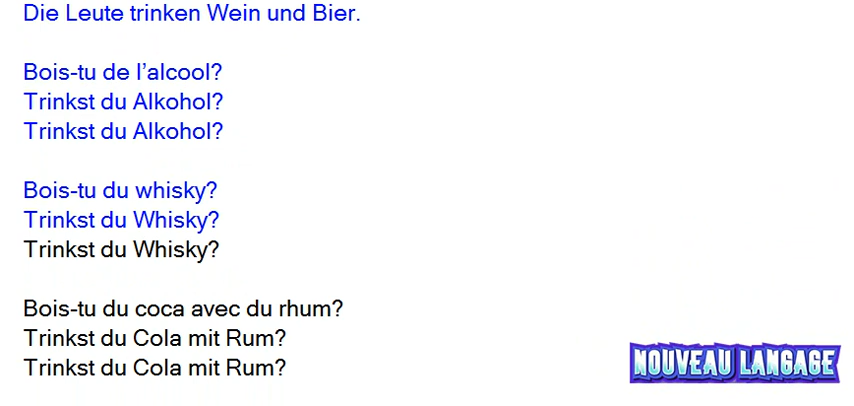 Die Leute trinken Wein und Bier.
Bois-tu de l’alcool?
Trinkst du Alkohol?
Trinkst du Alkohol?
Bois-tu du whisky?
Trinkst du Whisky?
Trinkst du Whisky?
Bois-tu du coca avec du rhum?
Trinkst du Cola mit Rum?
Trinkst du Cola mit Rum?
NOUVEAU LANGAGE